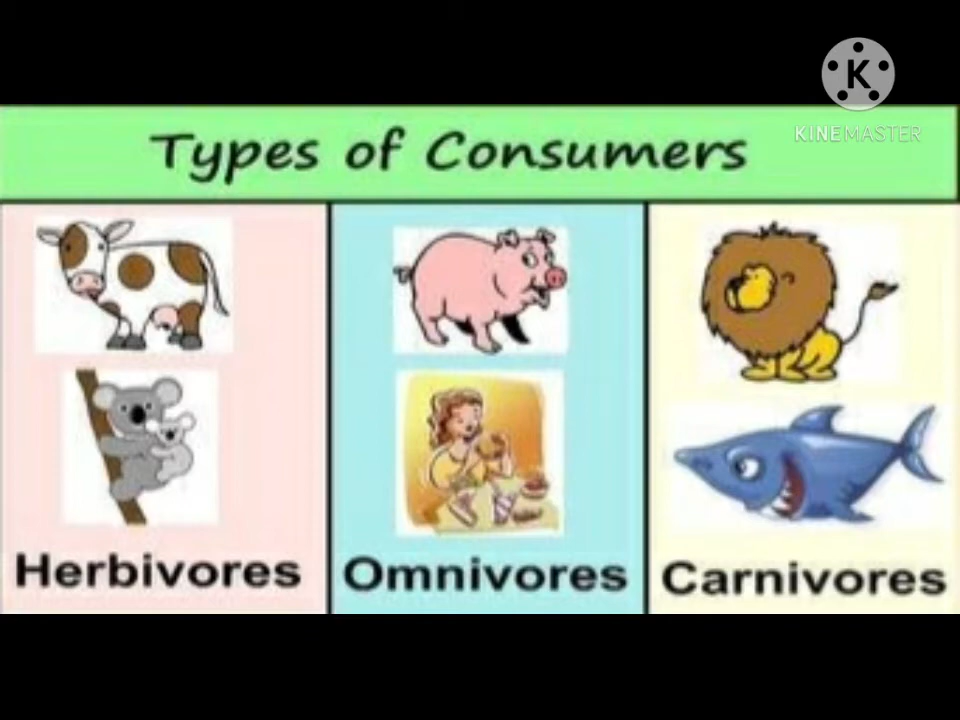 K
KINEMASTER
Types of Consumers
Herbivores
Omnivores
Carnivores